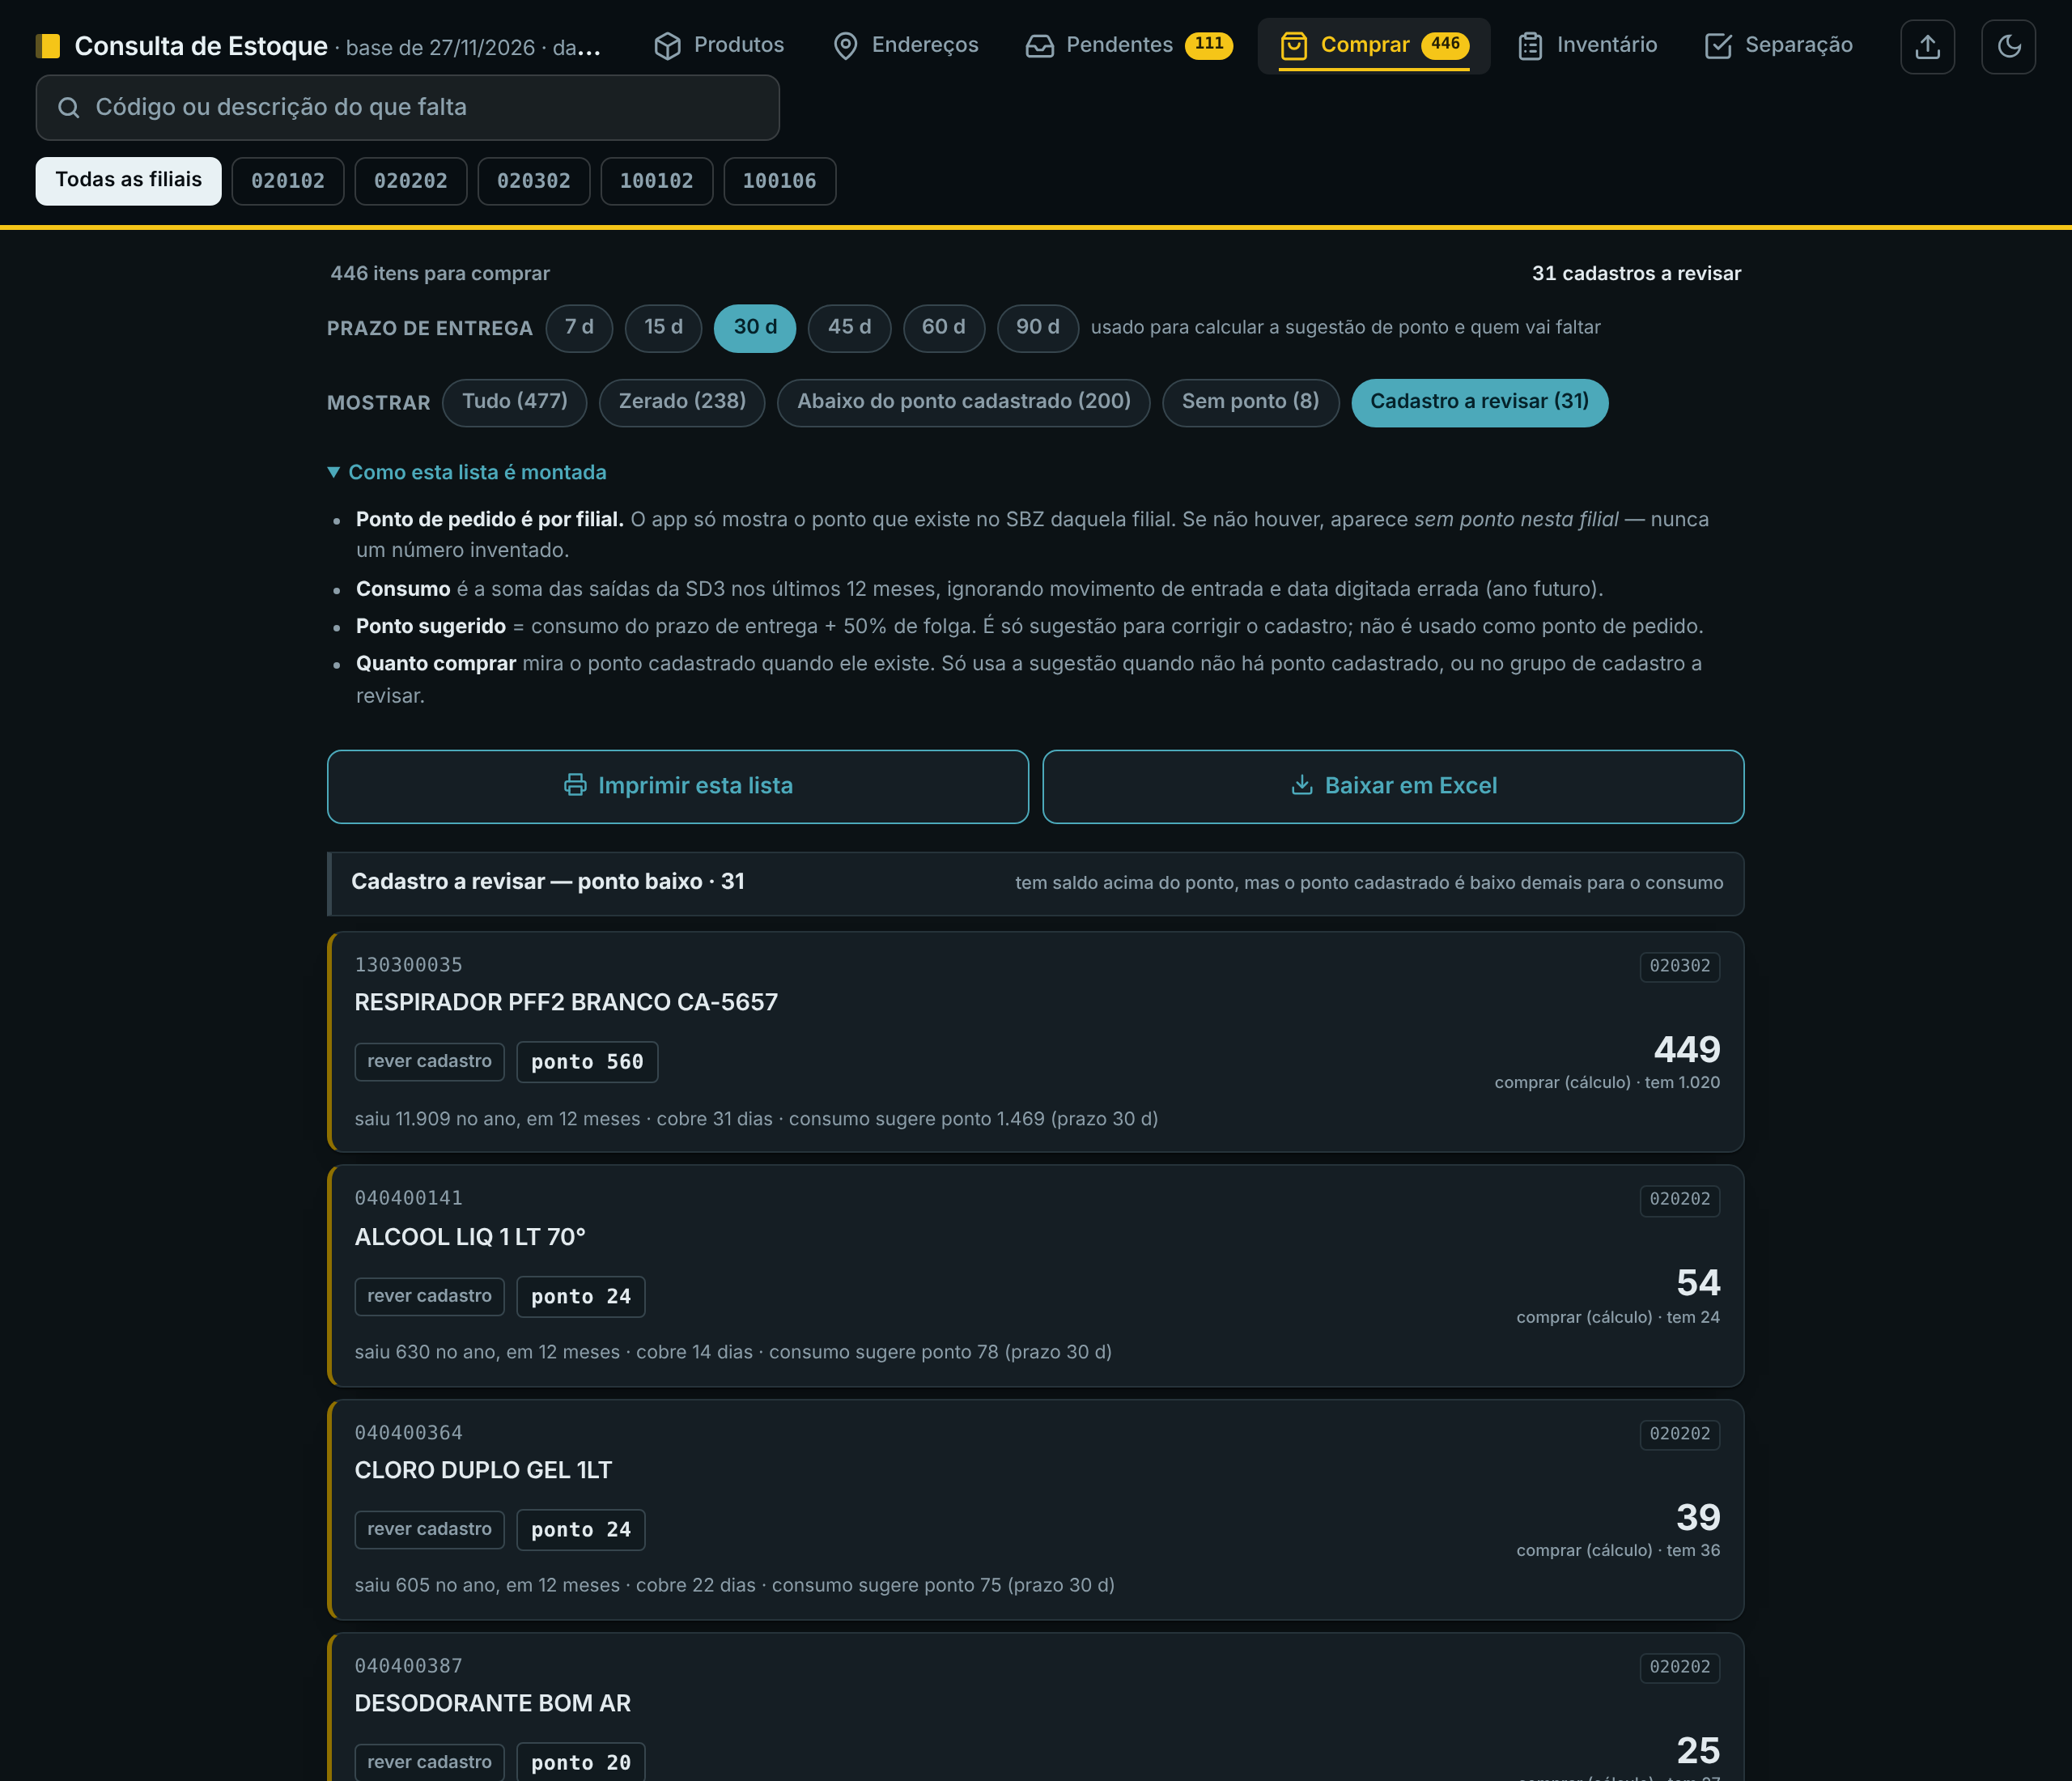 Consulta de Estoque · base de 27/11/2026 · da...
Produtos
Endereços
Pendentes 111
Comprar 446
Inventário
Separação
Código ou descrição do que falta
Todas as filiais 020102 020202 020302 100102 100106
446 itens para comprar
31 cadastros a revisar
PRAZO DE ENTREGA 7 d 15 d 30 d 45 d 60 d 90 d usado para calcular a sugestão de ponto e quem vai faltar
MOSTRAR Tudo (477) Zerado (238) Abaixo do ponto cadastrado (200) Sem ponto (8) Cadastro a revisar (31)
▼ Como esta lista é montada
• Ponto de pedido é por filial. O app só mostra o ponto que existe no SBZ daquela filial. Se não houver, aparece sem ponto nesta filial — nunca
um número inventado.
• Consumo é a soma das saídas da SD3 nos últimos 12 meses, ignorando movimento de entrada e data digitada errada (ano futuro).
• Ponto sugerido = consumo do prazo de entrega + 50% de folga. É só sugestão para corrigir o cadastro; não é usado como ponto de pedido.
• Quanto comprar mira o ponto cadastrado quando ele existe. Só usa a sugestão quando não há ponto cadastrado, ou no grupo de cadastro a
revisar.
Imprimir esta lista
Baixar em Excel
Cadastro a revisar — ponto baixo · 31
tem saldo acima do ponto, mas o ponto cadastrado é baixo demais para o consumo
130300035
020302
RESPIRADOR PFF2 BRANCO CA-5657
rever cadastro ponto 560
449
comprar (cálculo) · tem 1.020
saiu 11.909 no ano, em 12 meses · cobre 31 dias · consumo sugere ponto 1.469 (prazo 30 d)
040400141
020202
ALCOOL LIQ 1 LT 70°
rever cadastro ponto 24
54
comprar (cálculo) · tem 24
saiu 630 no ano, em 12 meses · cobre 14 dias · consumo sugere ponto 78 (prazo 30 d)
040400364
020202
CLORO DUPLO GEL 1LT
rever cadastro ponto 24
39
comprar (cálculo) · tem 36
saiu 605 no ano, em 12 meses · cobre 22 dias · consumo sugere ponto 75 (prazo 30 d)
040400387
020202
DESODORANTE BOM AR
rever cadastro ponto 20
25